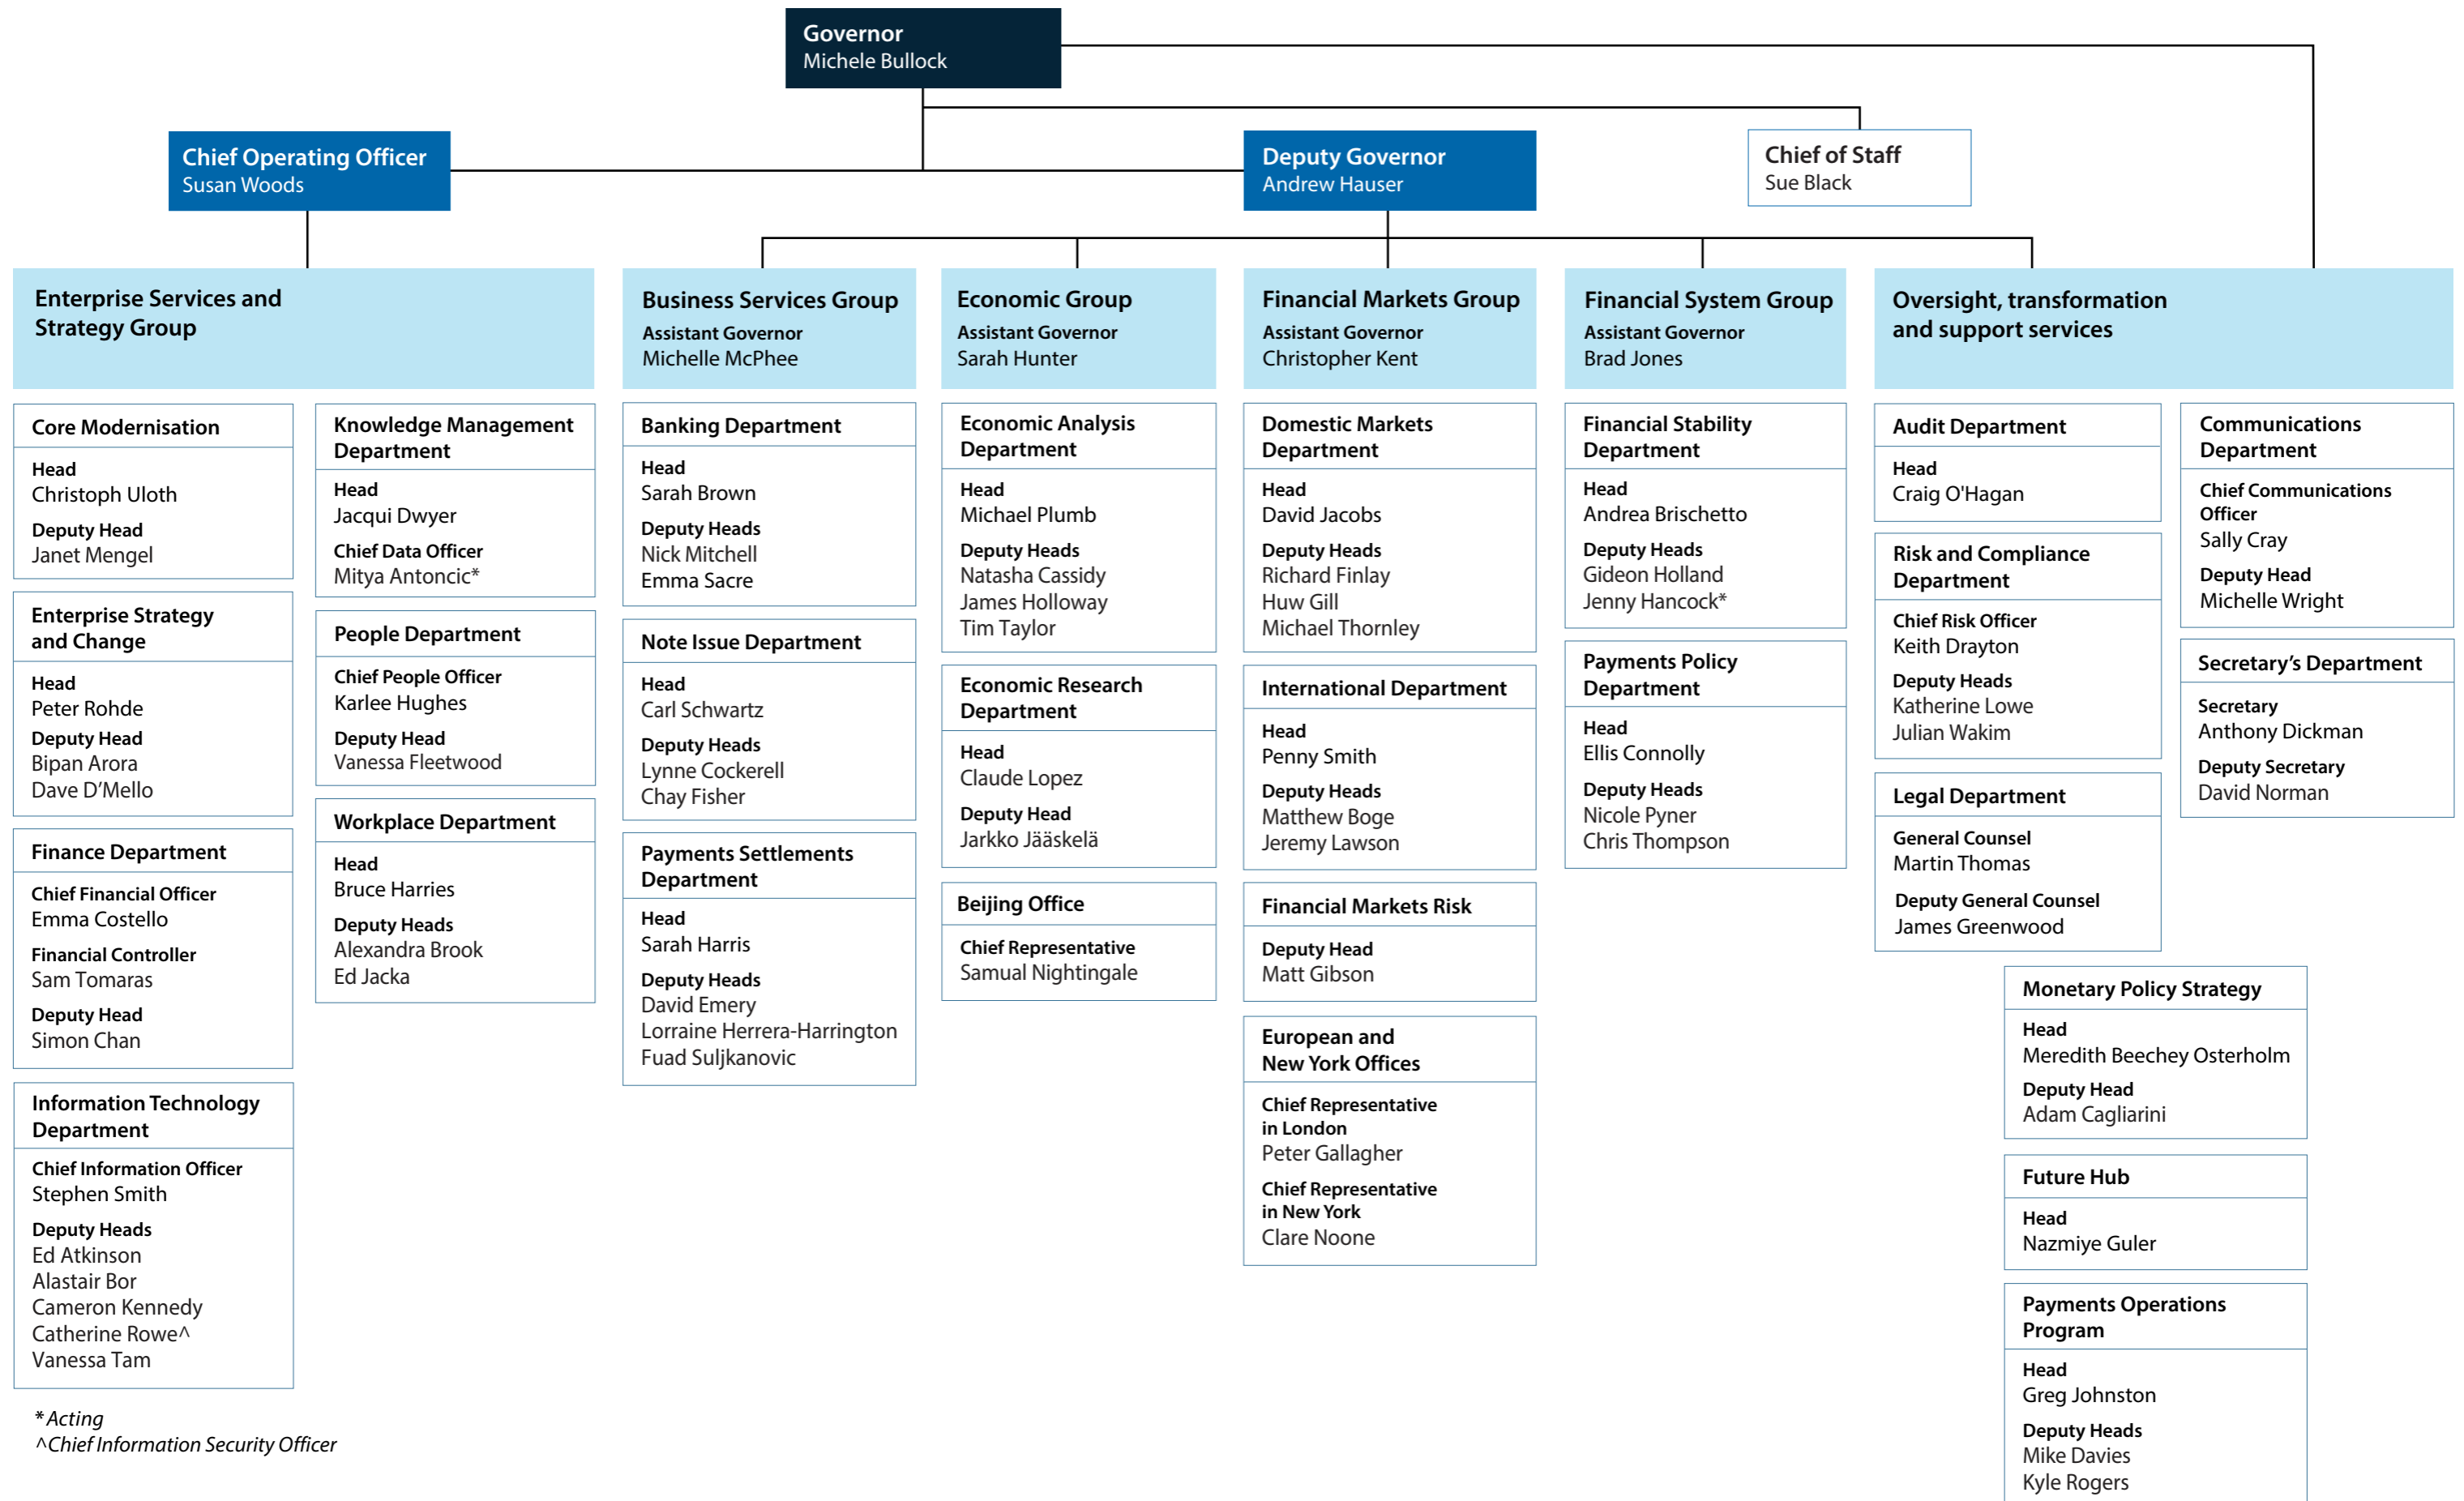 Governor
Michele Bullock
Chief Operating Officer
Susan Woods
Deputy Governor
Andrew Hauser
Chief of Staff
Sue Black
Enterprise Services and
Strategy Group
Core Modernisation
Head
Christoph Uloth
Deputy Head
Janet Mengel
Enterprise Strategy
and Change
Head
Peter Rohde
Deputy Head
Bipan Arora
Dave D’Mello
Finance Department
Chief Financial Officer
Emma Costello
Financial Controller
Sam Tomaras
Deputy Head
Simon Chan
Information Technology
Department
Chief Information Officer
Stephen Smith
Deputy Heads
Ed Atkinson
Alastair Bor
Cameron Kennedy
Catherine Rowe^
Vanessa Tam
Knowledge Management
Department
Head
Jacqui Dwyer
Chief Data Officer
Mitya Antoncic*
People Department
Chief People Officer
Karlee Hughes
Deputy Head
Vanessa Fleetwood
Workplace Department
Head
Bruce Harries
Deputy Heads
Alexandra Brook
Ed Jacka
Business Services Group
Assistant Governor
Michelle McPhee
Banking Department
Head
Sarah Brown
Deputy Heads
Nick Mitchell
Emma Sacre
Note Issue Department
Head
Carl Schwartz
Deputy Heads
Lynne Cockerell
Chay Fisher
Payments Settlements
Department
Head
Sarah Harris
Deputy Heads
David Emery
Lorraine Herrera-Harrington
Fuad Suljkanovic
Economic Group
Assistant Governor
Sarah Hunter
Economic Analysis
Department
Head
Michael Plumb
Deputy Heads
Natasha Cassidy
James Holloway
Tim Taylor
Economic Research
Department
Head
Claude Lopez
Deputy Head
Jarkko Jääskelä
Beijing Office
Chief Representative
Samual Nightingale
Financial Markets Group
Assistant Governor
Christopher Kent
Domestic Markets
Department
Head
David Jacobs
Deputy Heads
Richard Finlay
Huw Gill
Michael Thornley
International Department
Head
Penny Smith
Deputy Heads
Matthew Boge
Jeremy Lawson
Financial Markets Risk
Deputy Head
Matt Gibson
European and
New York Offices
Chief Representative
in London
Peter Gallagher
Chief Representative
in New York
Clare Noone
Financial System Group
Assistant Governor
Brad Jones
Financial Stability
Department
Head
Andrea Brischetto
Deputy Heads
Gideon Holland
Jenny Hancock*
Payments Policy
Department
Head
Ellis Connolly
Deputy Heads
Nicole Pyner
Chris Thompson
Oversight, transformation
and support services
Audit Department
Head
Craig O'Hagan
Risk and Compliance
Department
Chief Risk Officer
Keith Drayton
Deputy Heads
Katherine Lowe
Julian Wakim
Legal Department
General Counsel
Martin Thomas
Deputy General Counsel
James Greenwood
Communications
Department
Chief Communications
Officer
Sally Cray
Deputy Head
Michelle Wright
Secretary’s Department
Secretary
Anthony Dickman
Deputy Secretary
David Norman
Monetary Policy Strategy
Head
Meredith Beechey Osterholm
Deputy Head
Adam Cagliarini
Future Hub
Head
Nazmiye Guler
Payments Operations
Program
Head
Greg Johnston
Deputy Heads
Mike Davies
Kyle Rogers
*Acting
^Chief Information Security Officer